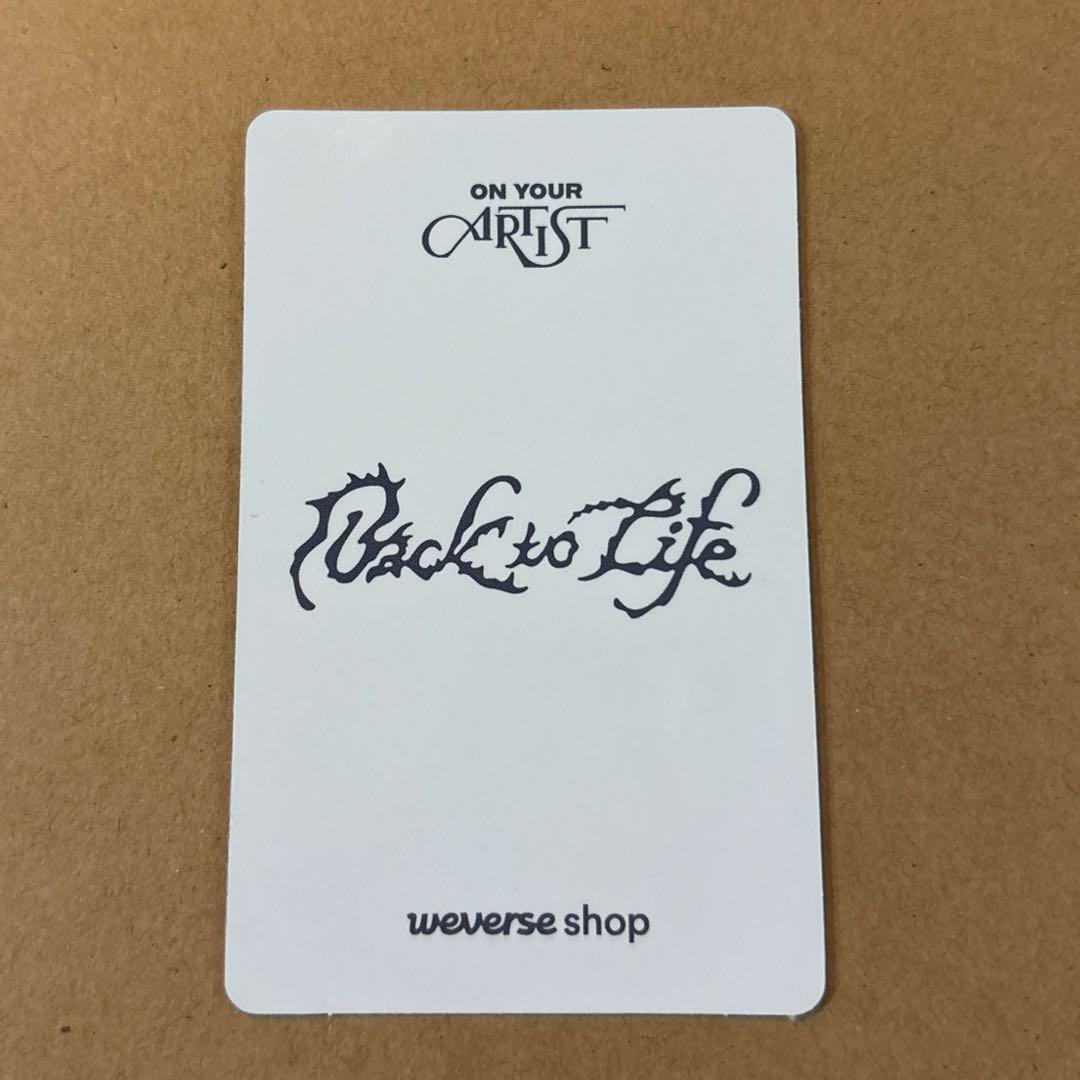 ON YOUR
ARTIST
Back to Life
weverse shop